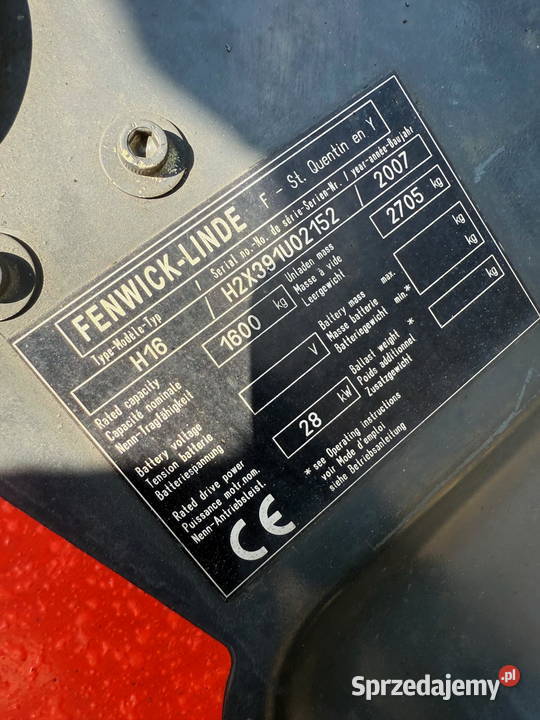 FENWICK-LINDE F - St. Quentin en Y
Type-Modèle-Typ / Serial no.-No. de série-Serien-Nr. / year-année-Baujahr
H16 / H2X391U02152 / 2007
Rated capacity
Capacité nominale
Nenn-Tragfähigkeit
1600 kg
Unladen mass
Masse à vide
Leergewicht
2705 kg
Battery voltage
Tension batterie
Batteriespannung
V
Battery mass max.
Masse batterie
Batteriegewicht min.*
kg
kg
Rated drive power
Puissance motr.nom.
Nenn-Antriebsleist.
28 kW
Ballast weight *
Poids additionnel
Zusatzgewicht
kg
* see Operating instructions
voir Mode d'emploi
siehe Betriebsanleitung
CE
Sprzedajemy.pl